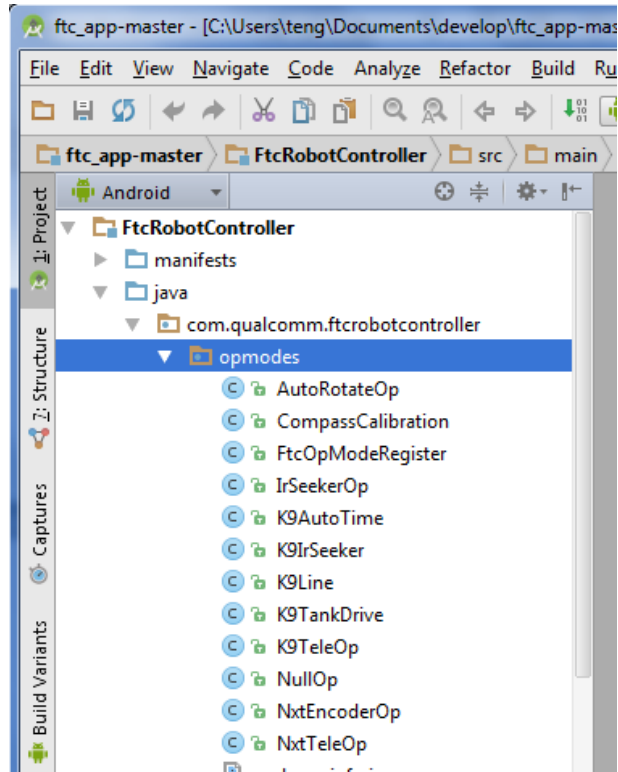 ftc_app-master - [C:\Users\teng\Documents\develop\ftc_app-mas
File Edit View Navigate Code Analyze Refactor Build Ru
ftc_app-master FtcRobotController src main
Android
1: Project
7: Structure
Captures
Build Variants
FtcRobotController
manifests
java
com.qualcomm.ftcrobotcontroller
opmodes
AutoRotateOp
CompassCalibration
FtcOpModeRegister
IrSeekerOp
K9AutoTime
K9IrSeeker
K9Line
K9TankDrive
K9TeleOp
NullOp
NxtEncoderOp
NxtTeleOp